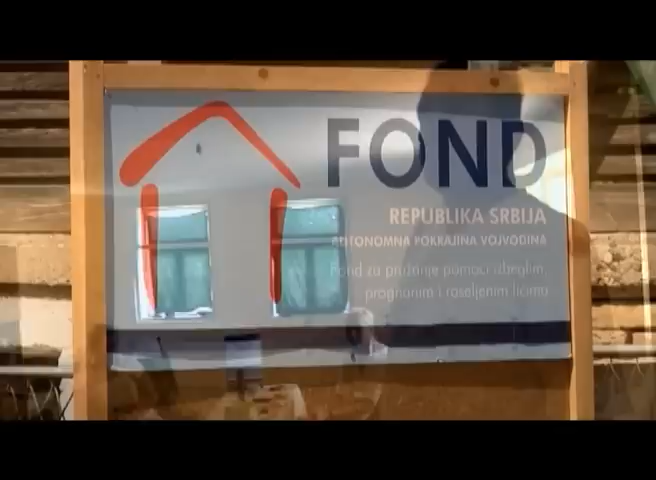 FOND
REPUBLIKA SRBIJA
AUTONOMNA POKRAJINA VOJVODINA
Fond za pružanje pomoći izbeglim,
prognanim i raseljenim licima